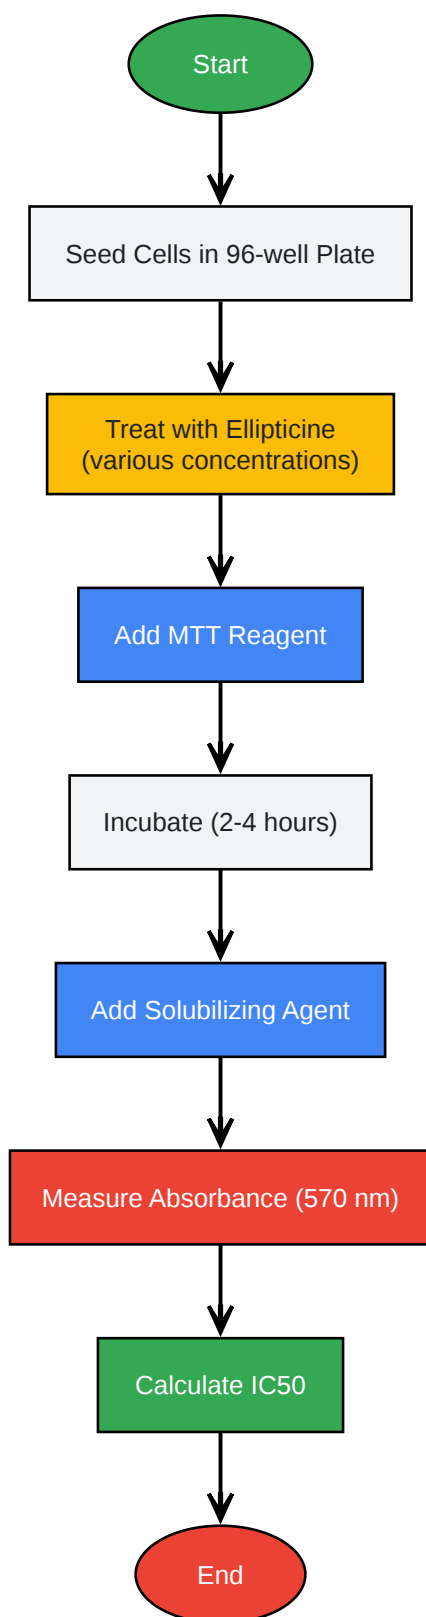 Start
Seed Cells in 96-well Plate
Treat with Ellipticine
(various concentrations)
Add MTT Reagent
Incubate (2-4 hours)
Add Solubilizing Agent
Measure Absorbance (570 nm)
Calculate IC50
End